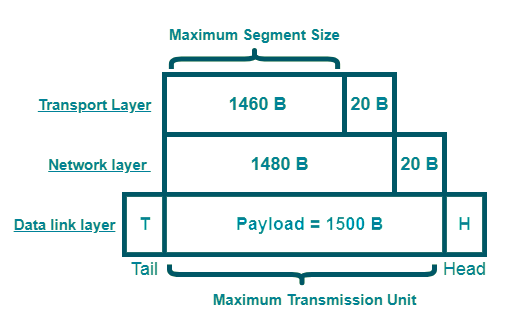 Maximum Segment Size
Transport Layer 1460 B 20 B
Network layer 1480 B 20 B
Data link layer T Payload = 1500 B H
Tail Head
Maximum Transmission Unit